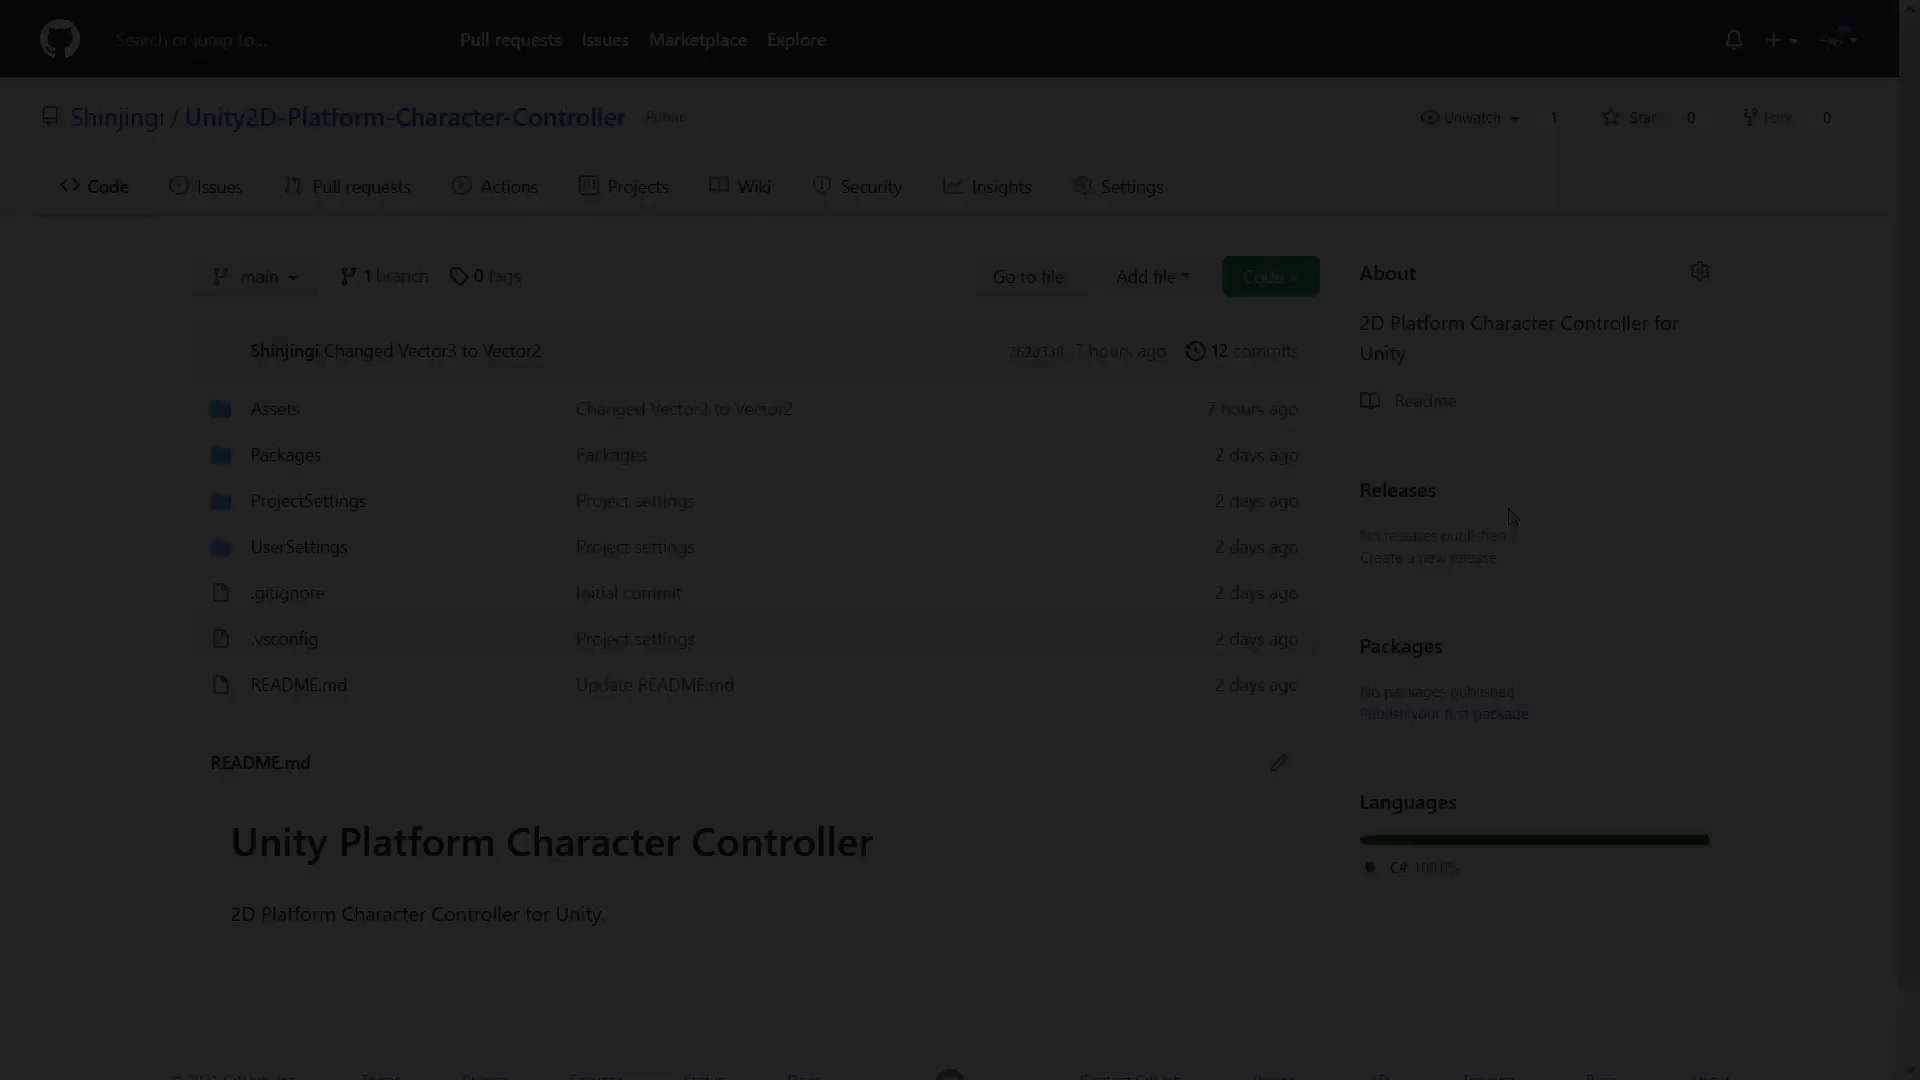 Search or jump to...
Pull requests Issues Marketplace Explore
Shinjingi / Unity2D-Platform-Character-Controller Public
Unwatch 1 Star 0 Fork 0
Code Issues Pull requests Actions Projects Wiki Security Insights Settings
main 1 branch 0 tags
Go to file Add file Code
Shinjingi Changed Vector3 to Vector2 7 hours ago 12 commits
Assets Changed Vector3 to Vector2 7 hours ago
Packages Packages 2 days ago
ProjectSettings Project settings 2 days ago
UserSettings Project settings 2 days ago
.gitignore Initial commit 2 days ago
.vsconfig Project settings 2 days ago
README.md Update README.md 2 days ago
README.md
Unity Platform Character Controller
2D Platform Character Controller for Unity.
About
2D Platform Character Controller for
Unity
Readme
Releases
No releases published
Create a new release
Packages
No packages published
Publish your first package
Languages
C# 100.0%